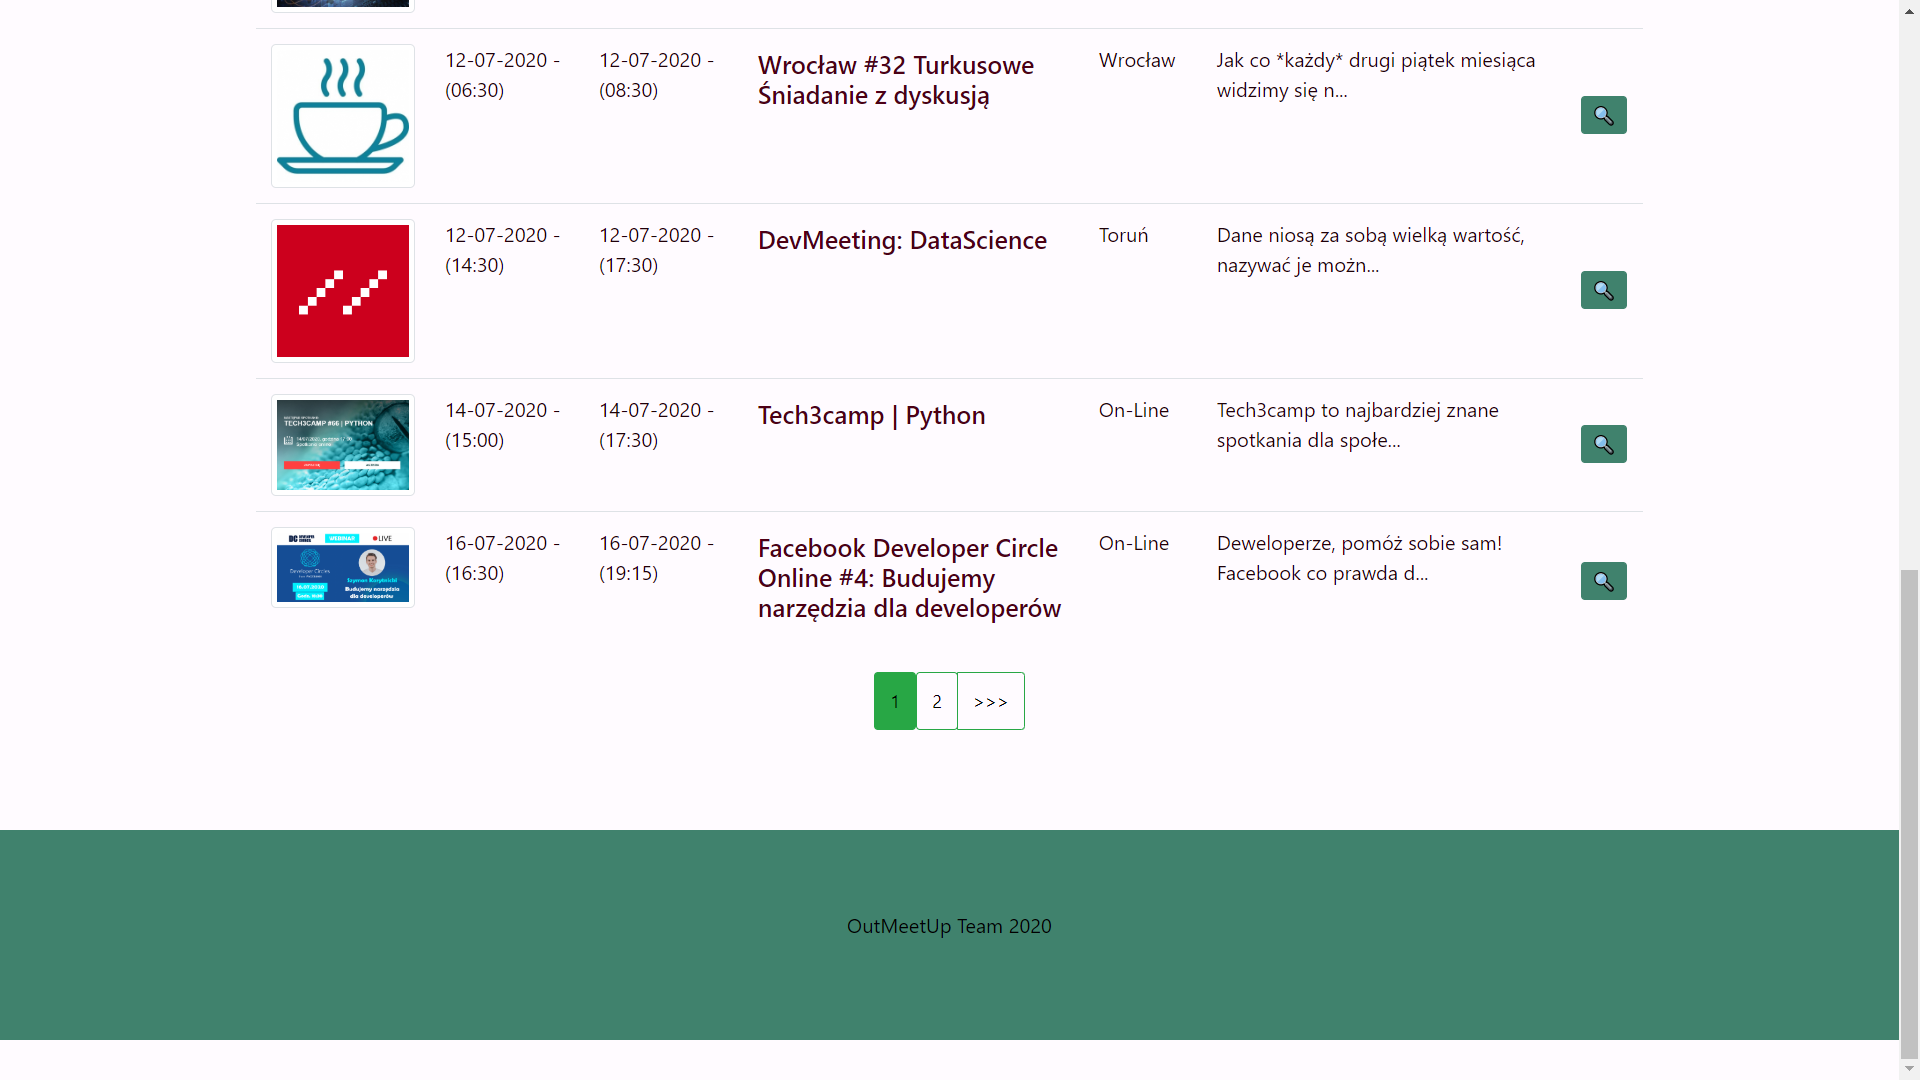 12-07-2020 - 12-07-2020 - Wrocław #32 Turkusowe Wrocław Jak co *każdy* drugi piątek miesiąca
(06:30) (08:30) Śniadanie z dyskusją widzimy się n...
12-07-2020 - 12-07-2020 - DevMeeting: DataScience Toruń Dane niosą za sobą wielką wartość,
(14:30) (17:30) nazywać je możn...
TECH3CAMP #66 | PYTHON
14-07-2020 - 14-07-2020 - Tech3camp | Python On-Line Tech3camp to najbardziej znane
(15:00) (17:30) spotkania dla społe...
DC WEBINAR LIVE
Developer Circles
Szymon Korytnicki
Budujemy narzędzia
dla developerów
16-07-2020 - 16-07-2020 - Facebook Developer Circle On-Line Deweloperze, pomóż sobie sam!
(16:30) (19:15) Online #4: Budujemy Facebook co prawda d...
narzędzia dla developerów
1 2 >>>
OutMeetUp Team 2020